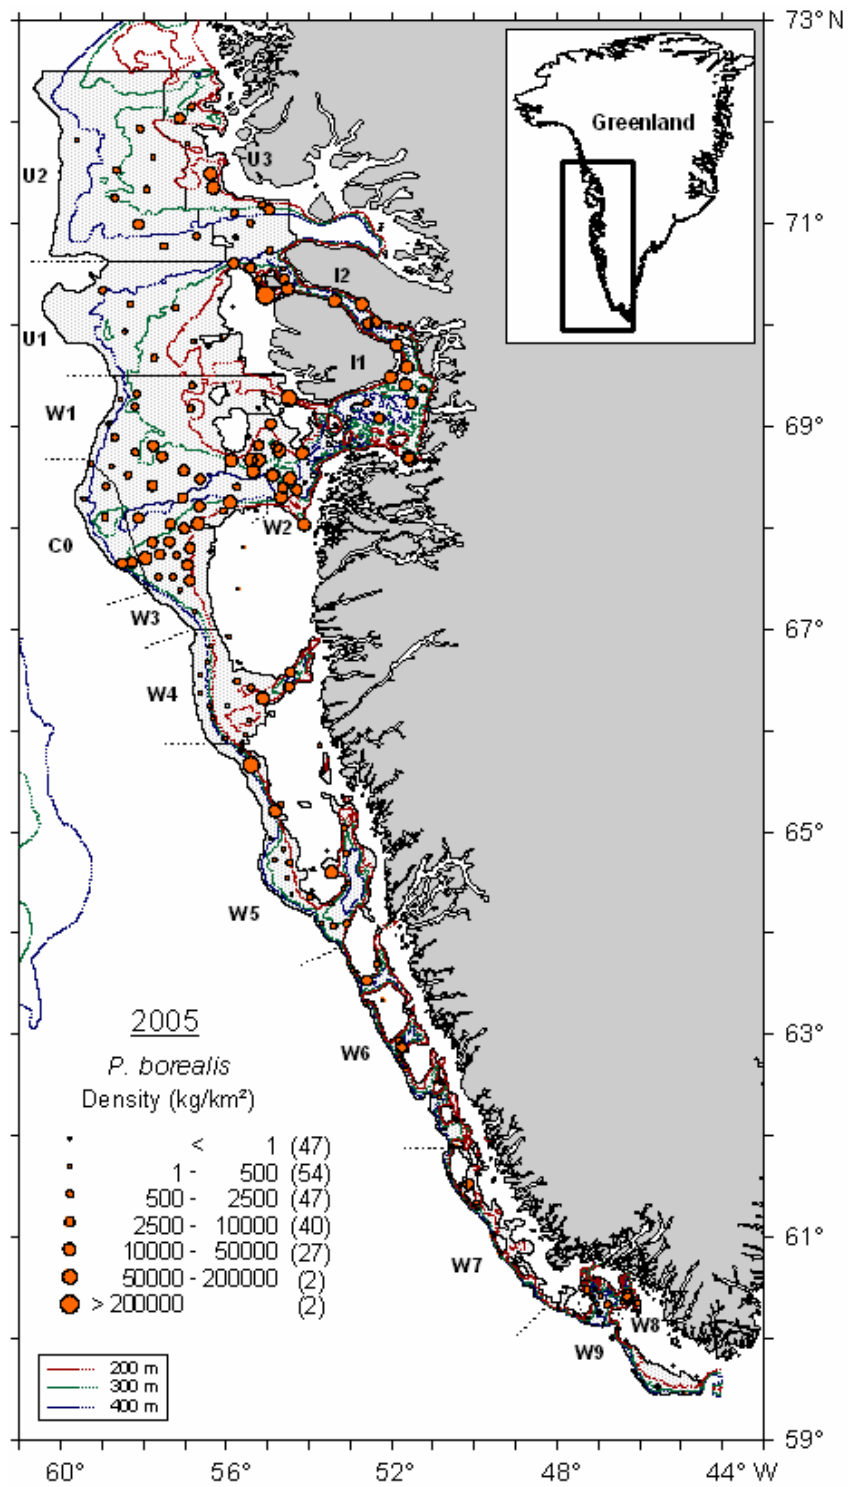 73° N
Greenland
U3
U2
71°
I2
U1
I1
W1
69°
W2
C0
W3
67°
W4
65°
W5
2005
P. borealis
Density (kg/km²)
63°
W6
< 1 (47)
1 - 500 (54)
500 - 2500 (47)
2500 - 10000 (40)
10000 - 50000 (27)
50000 - 200000 (2)
> 200000 (2)
61°
W7
W8
W9
200 m
300 m
400 m
59°
60° 56° 52° 48° 44° W